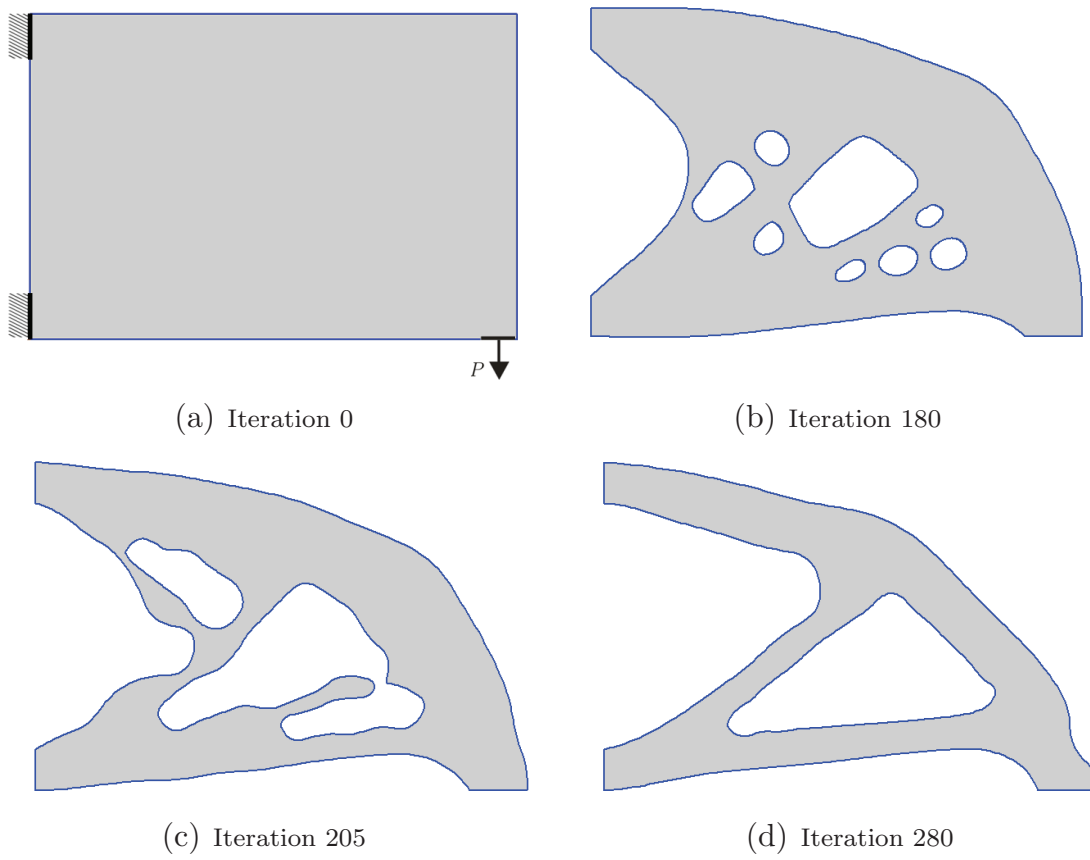 P
(a) Iteration 0
(b) Iteration 180
(c) Iteration 205
(d) Iteration 280